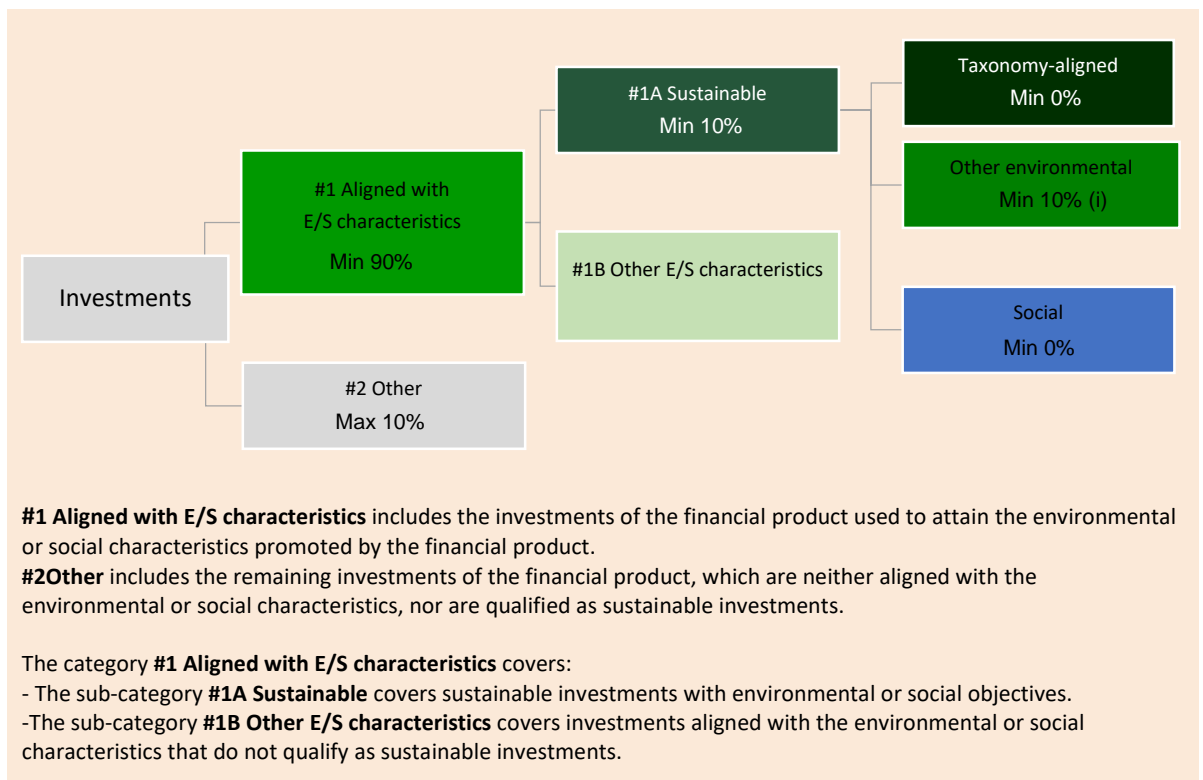 Investments
#1 Aligned with
E/S characteristics
Min 90%
#2 Other
Max 10%
#1A Sustainable
Min 10%
#1B Other E/S characteristics
Taxonomy-aligned
Min 0%
Other environmental
Min 10% (i)
Social
Min 0%
#1 Aligned with E/S characteristics includes the investments of the financial product used to attain the environmental
or social characteristics promoted by the financial product.
#2Other includes the remaining investments of the financial product, which are neither aligned with the
environmental or social characteristics, nor are qualified as sustainable investments.
The category #1 Aligned with E/S characteristics covers:
- The sub-category #1A Sustainable covers sustainable investments with environmental or social objectives.
-The sub-category #1B Other E/S characteristics covers investments aligned with the environmental or social
characteristics that do not qualify as sustainable investments.